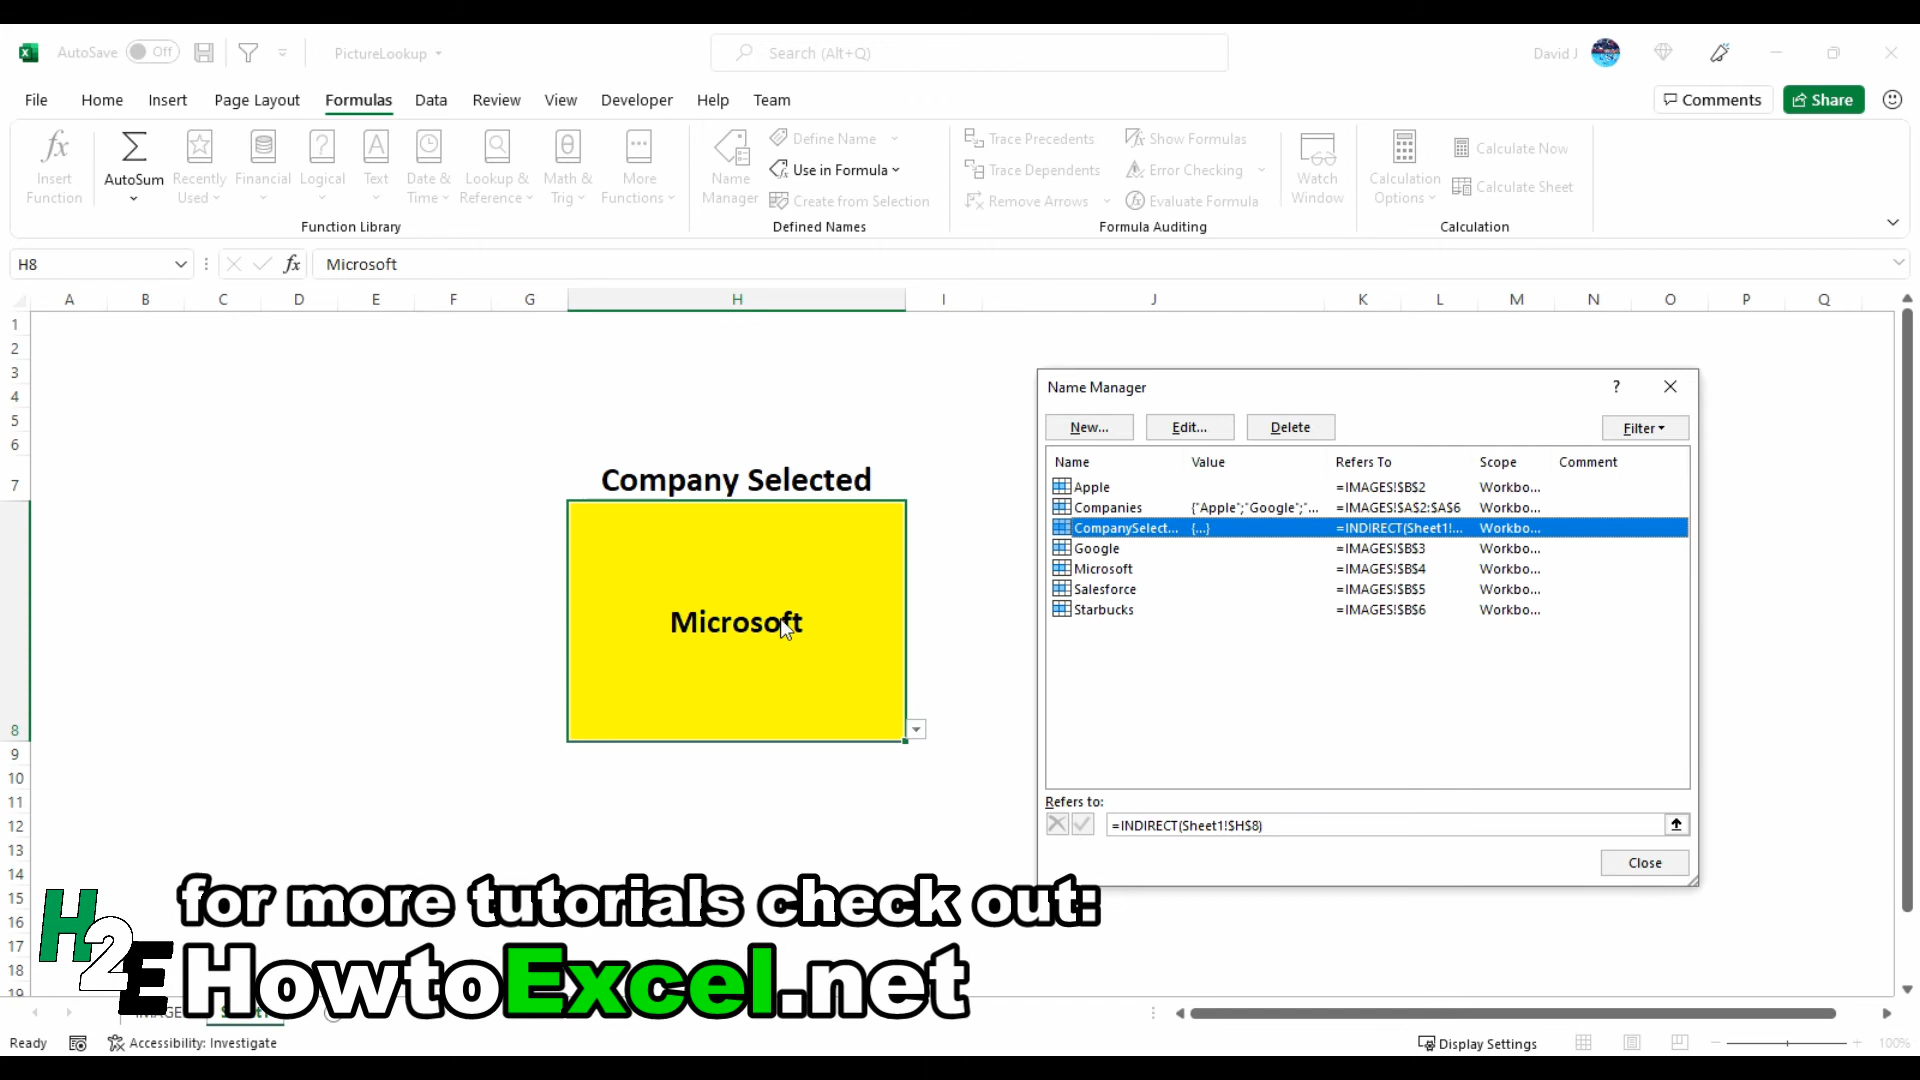 AutoSave Off PictureLookup Search (Alt+Q) David J
File Home Insert Page Layout Formulas Data Review View Developer Help Team Comments Share
Insert Function
AutoSum
Recently Used
Financial
Logical
Text
Date & Time
Lookup & Reference
Math & Trig
More Functions
Function Library
Name Manager
Define Name
Use in Formula
Create from Selection
Defined Names
Trace Precedents
Trace Dependents
Remove Arrows
Show Formulas
Error Checking
Evaluate Formula
Formula Auditing
Watch Window
Calculation Options
Calculate Now
Calculate Sheet
Calculation
H8 fx Microsoft
A B C D E F G H I J K L M N O P Q
1
2
3
4
5
6
7
8
9
10
11
12
13
14
15
16
17
18
19
Company Selected
Microsoft
Name Manager ?
New... Edit... Delete Filter
Name Value Refers To Scope Comment
Apple =IMAGES!$B$2 Workbo...
Companies {"Apple";"Google";"... =IMAGES!$A$2:$A$6 Workbo...
CompanySelect... {...} =INDIRECT(Sheet1!... Workbo...
Google =IMAGES!$B$3 Workbo...
Microsoft =IMAGES!$B$4 Workbo...
Salesforce =IMAGES!$B$5 Workbo...
Starbucks =IMAGES!$B$6 Workbo...
Refers to:
=INDIRECT(Sheet1!$H$8)
Close
H2E
for more tutorials check out:
HowtoExcel.net
Ready Accessibility: Investigate Display Settings 100%